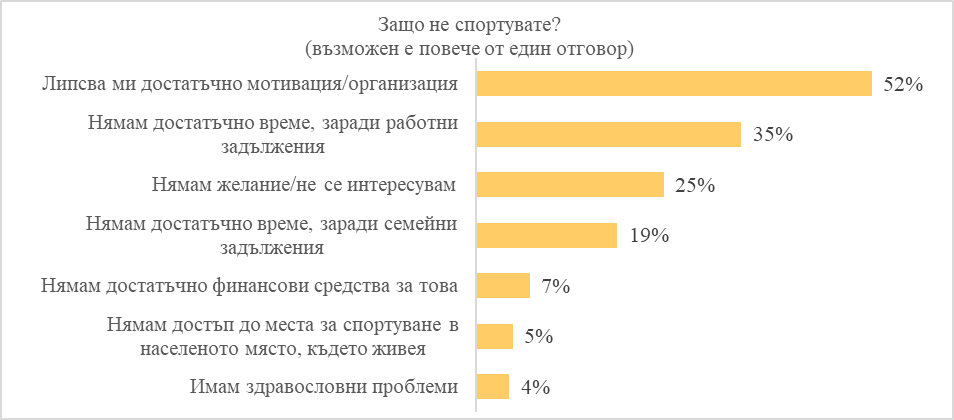 Защо не спортувате?
(възможен е повече от един отговор)
Липсва ми достатъчно мотивация/организация
52%
Нямам достатъчно време, заради работни
задължения
35%
Нямам желание/не се интересувам
25%
Нямам достатъчно време, заради семейни
задължения
19%
Нямам достатъчно финансови средства за това
7%
Нямам достъп до места за спортуване в
населеното място, където живея
5%
Имам здравословни проблеми
4%